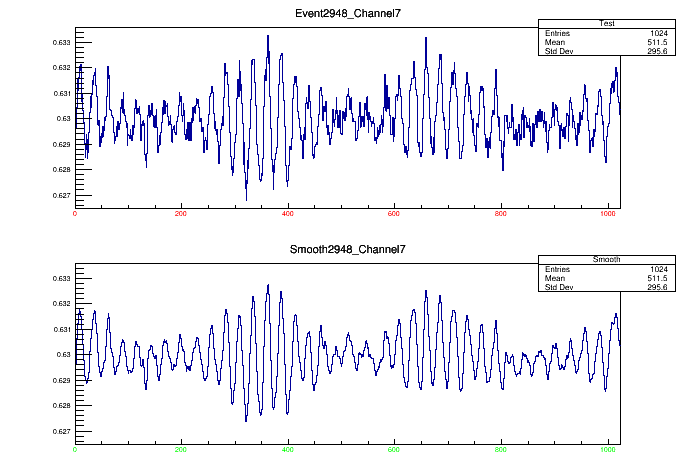 Event2948_Channel7
Test
Entries 1024
Mean 511.5
Std Dev 295.6
0.633
0.632
0.631
0.63
0.629
0.628
0.627
0 200 400 600 800 1000
Smooth2948_Channel7
Smooth
Entries 1024
Mean 511.5
Std Dev 295.6
0.633
0.632
0.631
0.63
0.629
0.628
0.627
0 200 400 600 800 1000